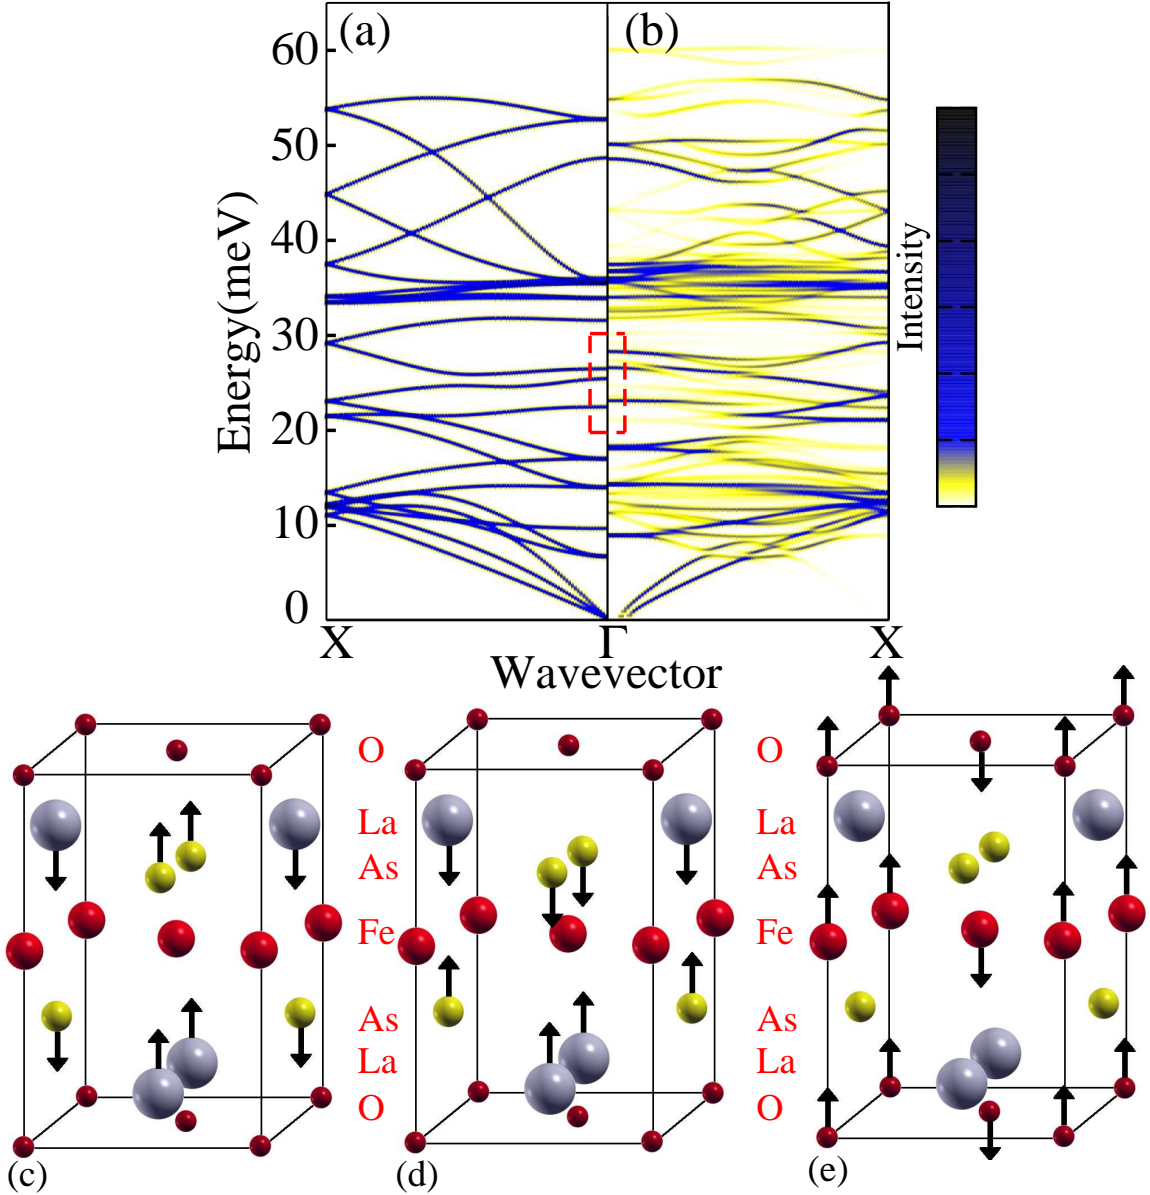 (a) (b)
60
50
40
30
20
10
0
Energy(meV)
Intensity
X Γ X
Wavevector
O O
La La
As As
Fe Fe
As As
La La
O O
(c) (d) (e)